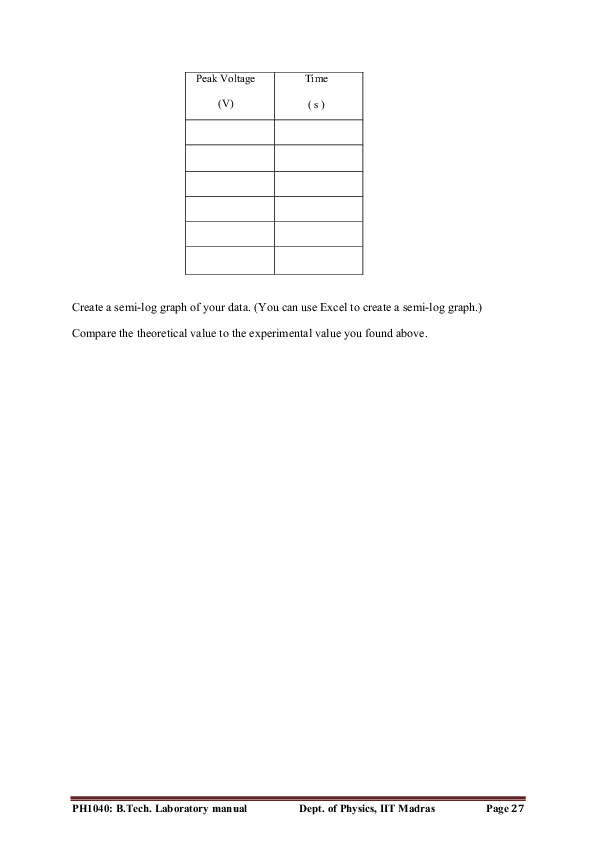 Peak Voltage Time
(V) ( s )
Create a semi-log graph of your data. (You can use Excel to create a semi-log graph.)
Compare the theoretical value to the experimental value you found above.
PH1040: B.Tech. Laboratory manual Dept. of Physics, IIT Madras Page 27